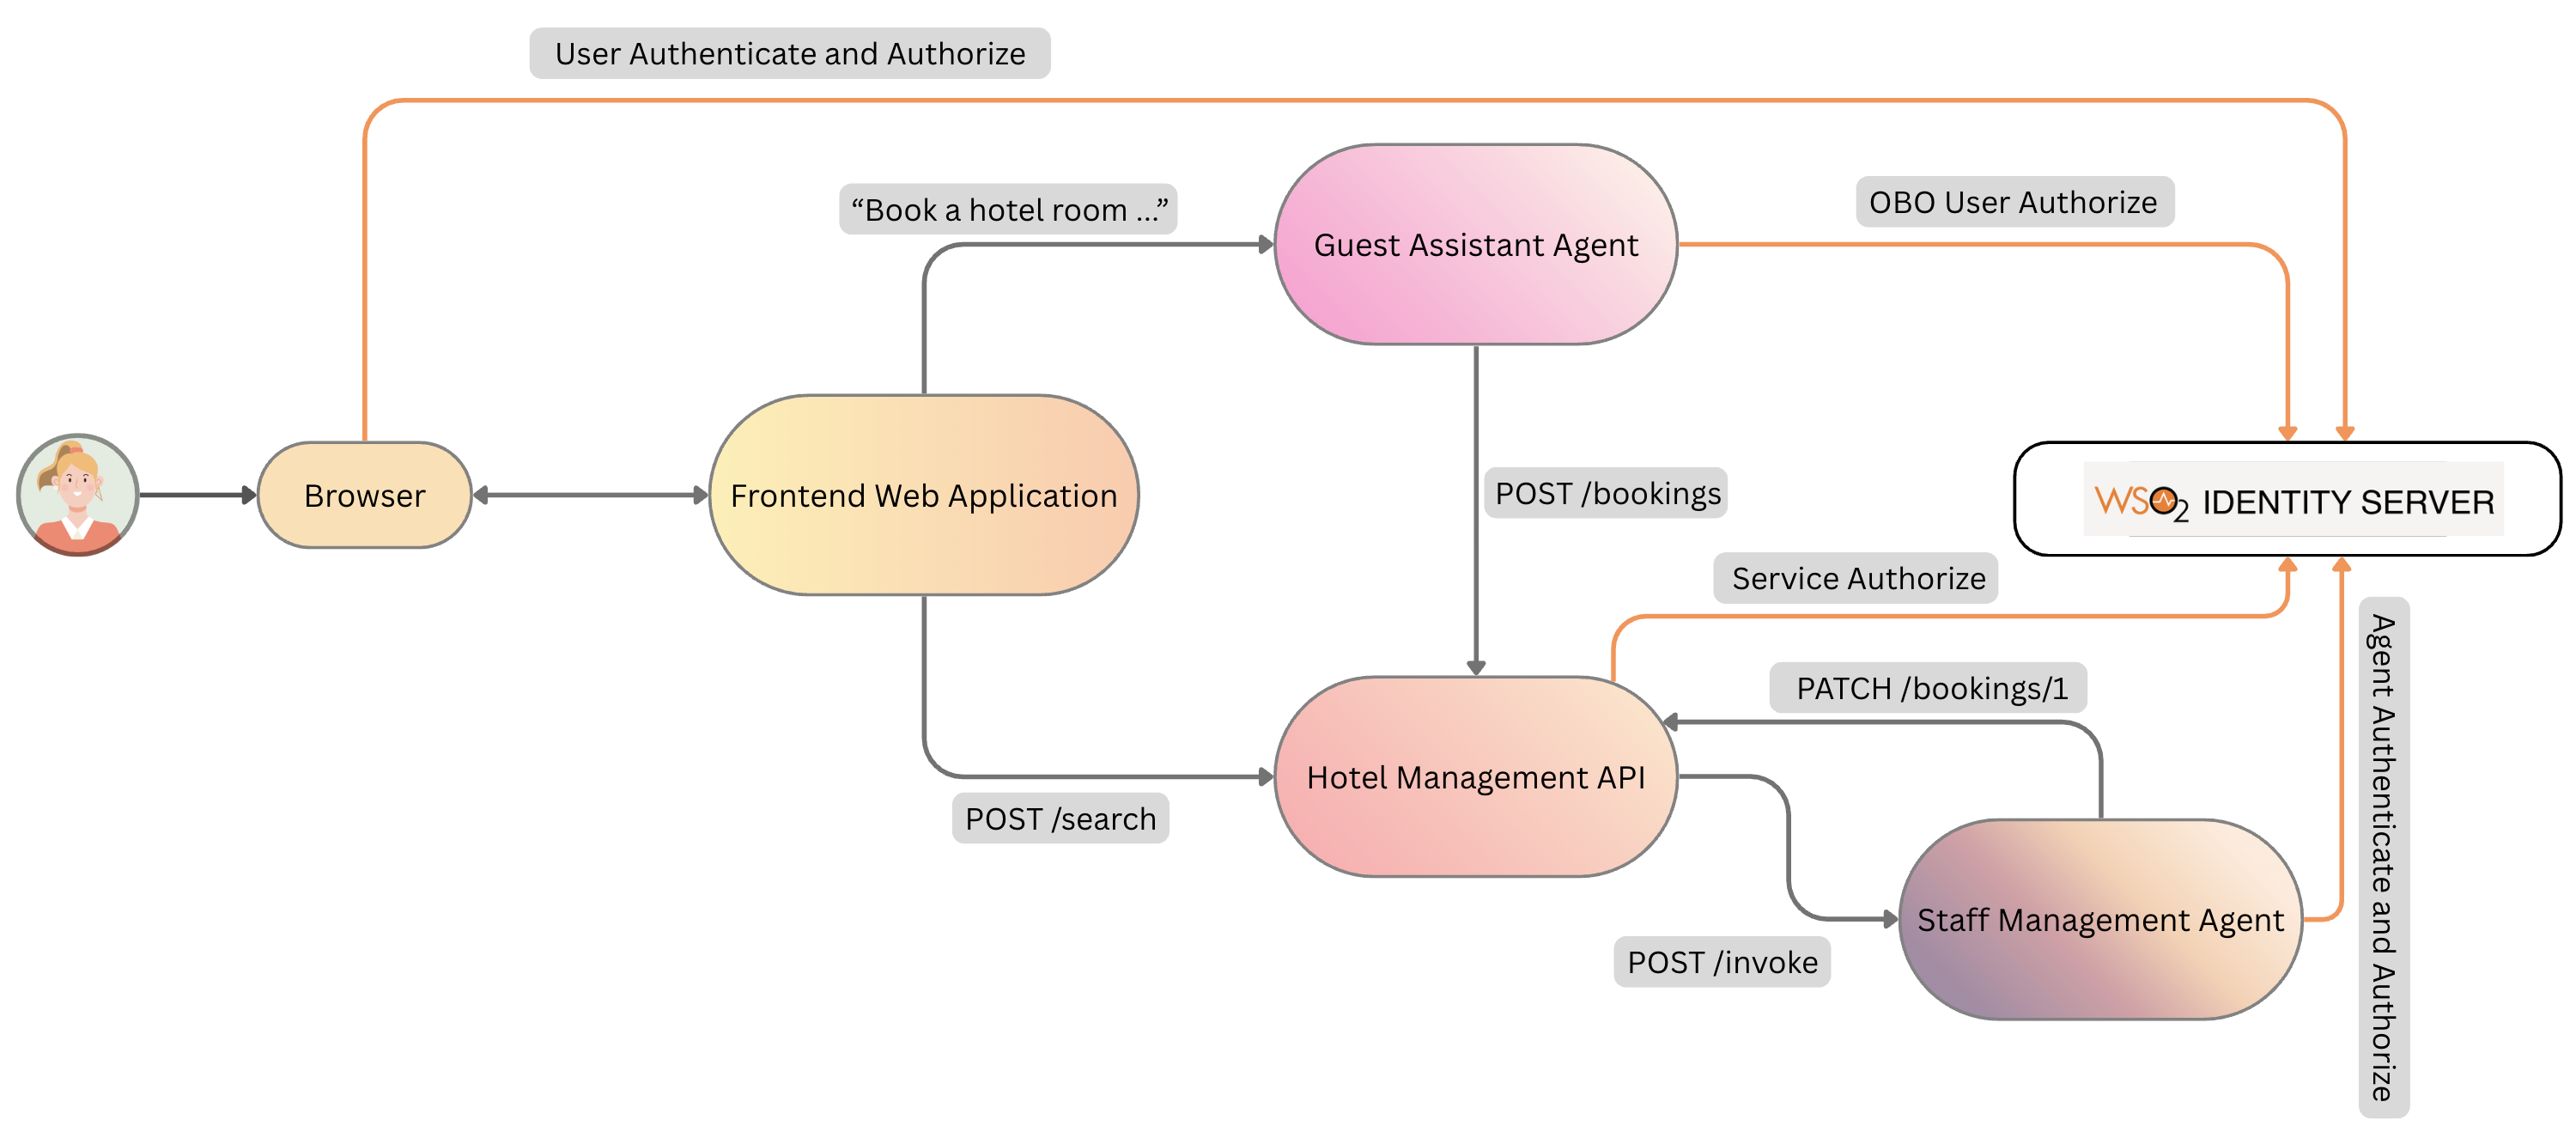 User Authenticate and Authorize
“Book a hotel room ...”
Guest Assistant Agent
OBO User Authorize
Browser
Frontend Web Application
POST /bookings
WSO2 IDENTITY SERVER
Service Authorize
PATCH /bookings/1
Hotel Management API
POST /search
Staff Management Agent
POST /invoke
Agent Authenticate and Authorize